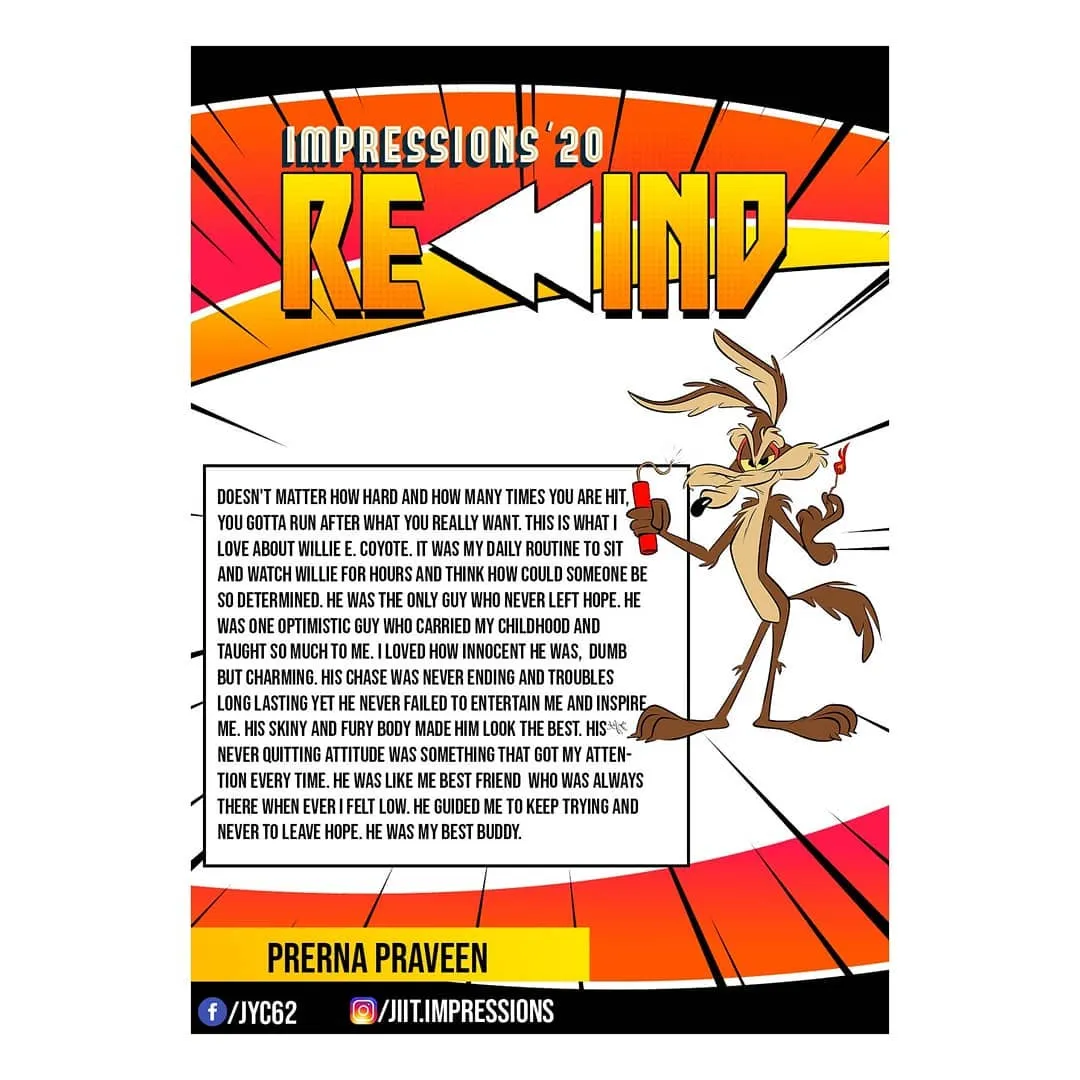 IMPRESSIONS '20
REWIND
DOESN'T MATTER HOW HARD AND HOW MANY TIMES YOU ARE HIT,
YOU GOTTA RUN AFTER WHAT YOU REALLY WANT. THIS IS WHAT I
LOVE ABOUT WILLIE E. COYOTE. IT WAS MY DAILY ROUTINE TO SIT
AND WATCH WILLIE FOR HOURS AND THINK HOW COULD SOMEONE BE
SO DETERMINED. HE WAS THE ONLY GUY WHO NEVER LEFT HOPE. HE
WAS ONE OPTIMISTIC GUY WHO CARRIED MY CHILDHOOD AND
TAUGHT SO MUCH TO ME. I LOVED HOW INNOCENT HE WAS, DUMB
BUT CHARMING. HIS CHASE WAS NEVER ENDING AND TROUBLES
LONG LASTING YET HE NEVER FAILED TO ENTERTAIN ME AND INSPIRE
ME. HIS SKINY AND FURY BODY MADE HIM LOOK THE BEST. HIS
NEVER QUITTING ATTITUDE WAS SOMETHING THAT GOT MY ATTEN-
TION EVERY TIME. HE WAS LIKE ME BEST FRIEND WHO WAS ALWAYS
THERE WHEN EVER I FELT LOW. HE GUIDED ME TO KEEP TRYING AND
NEVER TO LEAVE HOPE. HE WAS MY BEST BUDDY.
PRERNA PRAVEEN
/JYC62
/JIIT.IMPRESSIONS